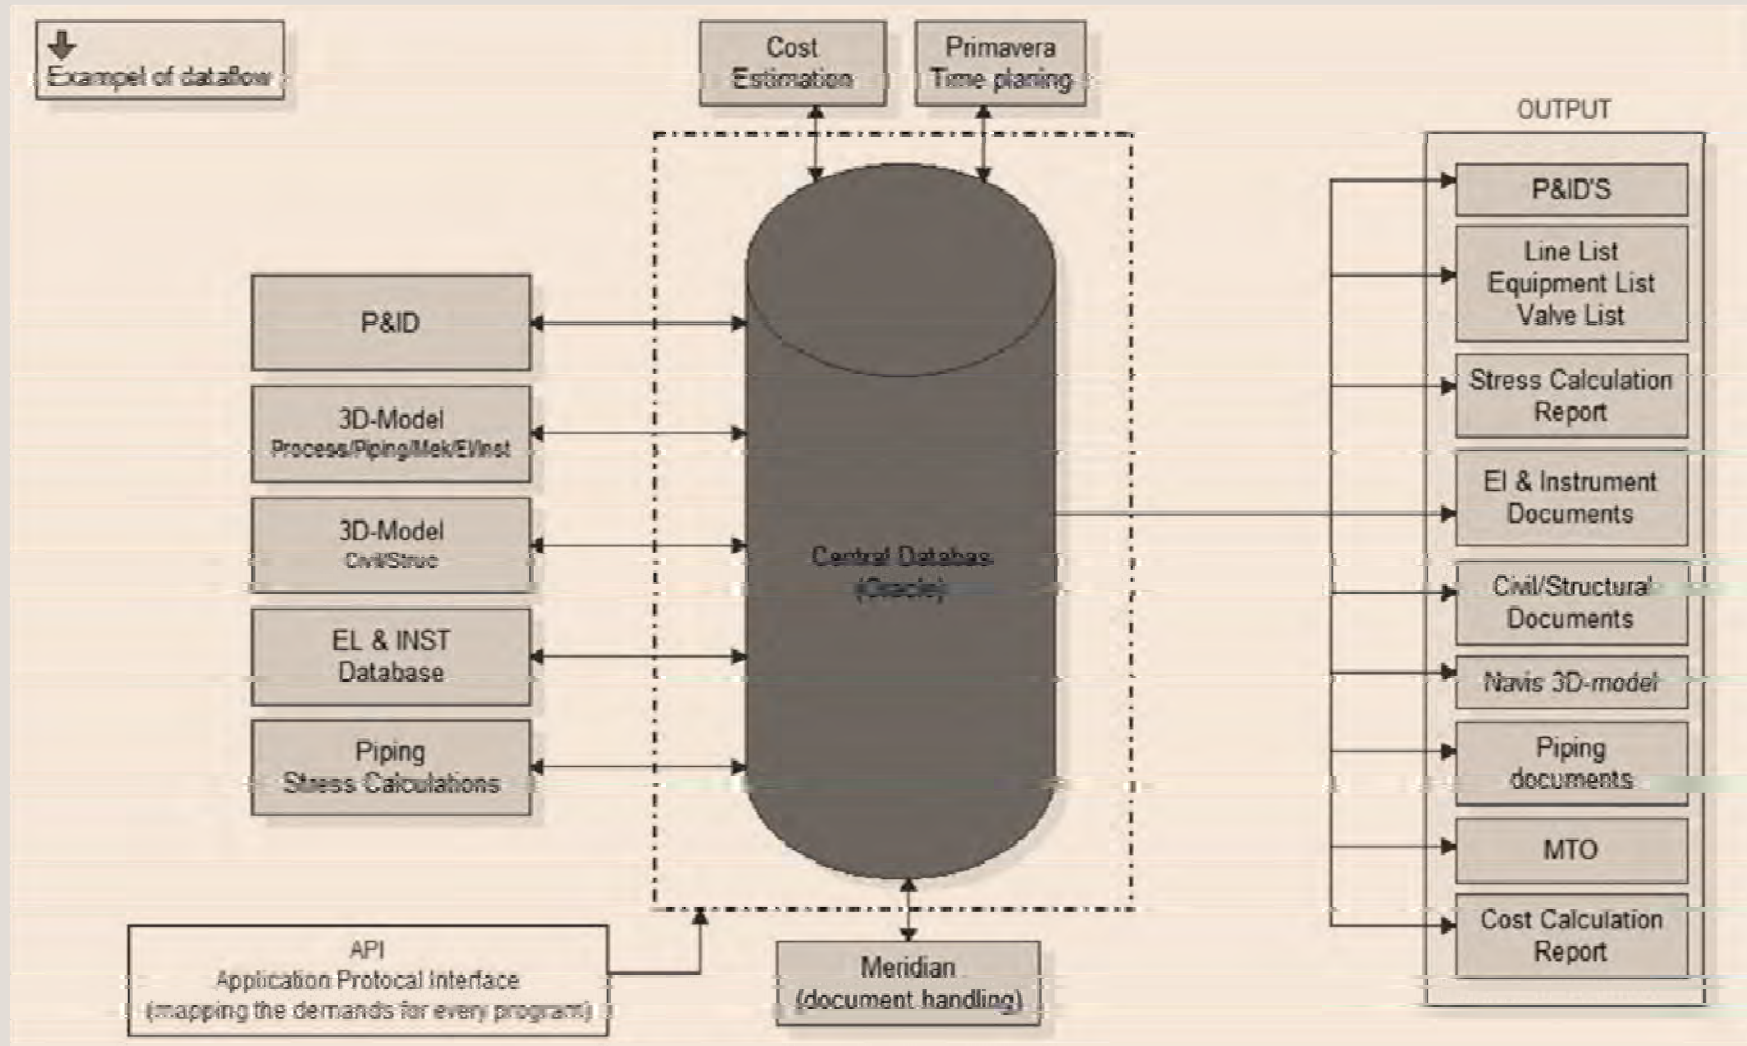 Exampel of dataflow
Cost
Estimation
Primavera
Time planing
OUTPUT
P&ID
3D-Model
Process/Piping/Mek/El/Inst
3D-Model
Civil/Struc
EL & INST
Database
Piping
Stress Calculations
Central Databas
(Oracle)
API
Application Protocal Interface
(mapping the demands for every program)
Meridian
(document handling)
P&ID'S
Line List
Equipment List
Valve List
Stress Calculation
Report
El & Instrument
Documents
Civil/Structural
Documents
Navis 3D-model
Piping
documents
MTO
Cost Calculation
Report